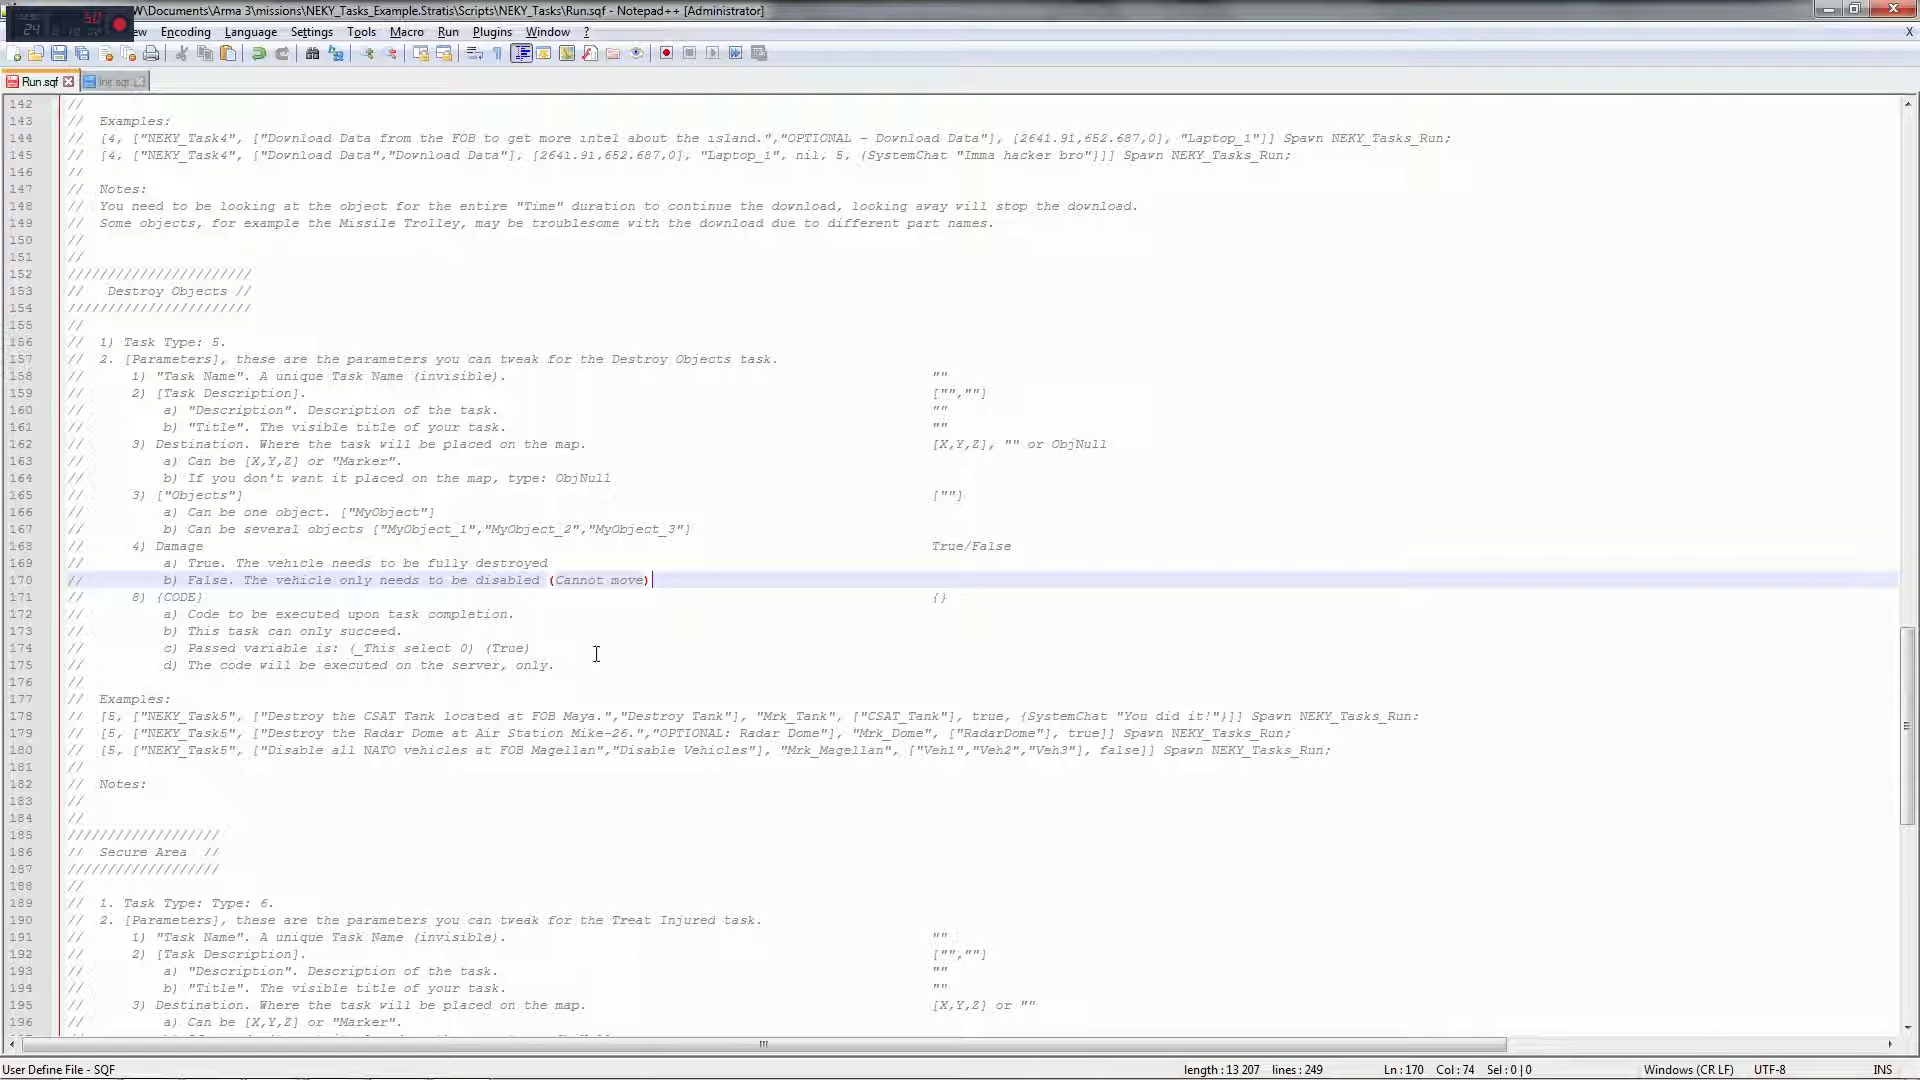 W\Documents\Arma 3\missions\NEKY_Tasks_Example.Stratis\Scripts\NEKY_Tasks\Run.sqf - Notepad++ [Administrator]
Encoding Language Settings Tools Macro Run Plugins Window ? X
Run.sqf
142 //
143 // Examples:
144 // [4, ["NEKY_Task4", ["Download Data from the FOB to get more intel about the island.","OPTIONAL - Download Data"], [2641.91,652.687,0], "Laptop_1"]] Spawn NEKY_Tasks_Run;
145 // [4, ["NEKY_Task4", ["Download Data","Download Data"], [2641.91,652.687,0], "Laptop_1", nil, 5, {SystemChat "Imma hacker bro"}]] Spawn NEKY_Tasks_Run;
146 //
147 // Notes:
148 // You need to be looking at the object for the entire "Time" duration to continue the download, looking away will stop the download.
149 // Some objects, for example the Missile Trolley, may be troublesome with the download due to different part names.
150 //
151 //
152 ///////////////////////
153 // Destroy Objects //
154 ///////////////////////
155 //
156 // 1) Task Type: 5.
157 // 2. [Parameters], these are the parameters you can tweak for the Destroy Objects task.
158 // 1) "Task Name". A unique Task Name (invisible). ""
159 // 2) [Task Description]. ["",""]
160 // a) "Description". Description of the task. ""
161 // b) "Title". The visible title of your task. ""
162 // 3) Destination. Where the task will be placed on the map. [X,Y,Z], "" or ObjNull
163 // a) Can be [X,Y,Z] or "Marker".
164 // b) If you don't want it placed on the map, type: ObjNull
165 // 3) ["Objects"] [""]
166 // a) Can be one object. ["MyObject"]
167 // b) Can be several objects ["MyObject_1","MyObject_2","MyObject_3"]
168 // 4) Damage True/False
169 // a) True. The vehicle needs to be fully destroyed
170 // b) False. The vehicle only needs to be disabled (Cannot move)
171 // 8) {CODE} {}
172 // a) Code to be executed upon task completion.
173 // b) This task can only succeed.
174 // c) Passed variable is: (_This select 0) (True)
175 // d) The code will be executed on the server, only.
176 //
177 // Examples:
178 // [5, ["NEKY_Task5", ["Destroy the CSAT Tank located at FOB Maya.","Destroy Tank"], "Mrk_Tank", ["CSAT_Tank"], true, {SystemChat "You did it!"}]] Spawn NEKY_Tasks_Run;
179 // [5, ["NEKY_Task5", ["Destroy the Radar Dome at Air Station Mike-26.","OPTIONAL: Radar Dome"], "Mrk_Dome", ["RadarDome"], true]] Spawn NEKY_Tasks_Run;
180 // [5, ["NEKY_Task5", ["Disable all NATO vehicles at FOB Magellan","Disable Vehicles"], "Mrk_Magellan", ["Veh1","Veh2","Veh3"], false]] Spawn NEKY_Tasks_Run;
181 //
182 // Notes:
183 //
184 //
185 ///////////////////
186 // Secure Area //
187 ///////////////////
188 //
189 // 1. Task Type: Type: 6.
190 // 2. [Parameters], these are the parameters you can tweak for the Treat Injured task.
191 // 1) "Task Name". A unique Task Name (invisible). ""
192 // 2) [Task Description]. ["",""]
193 // a) "Description". Description of the task. ""
194 // b) "Title". The visible title of your task. ""
195 // 3) Destination. Where the task will be placed on the map. [X,Y,Z] or ""
196 // a) Can be [X,Y,Z] or "Marker".
User Define File - SQF length : 13 207 lines : 249 Ln : 170 Col : 74 Sel : 0 | 0 Windows (CR LF) UTF-8 INS